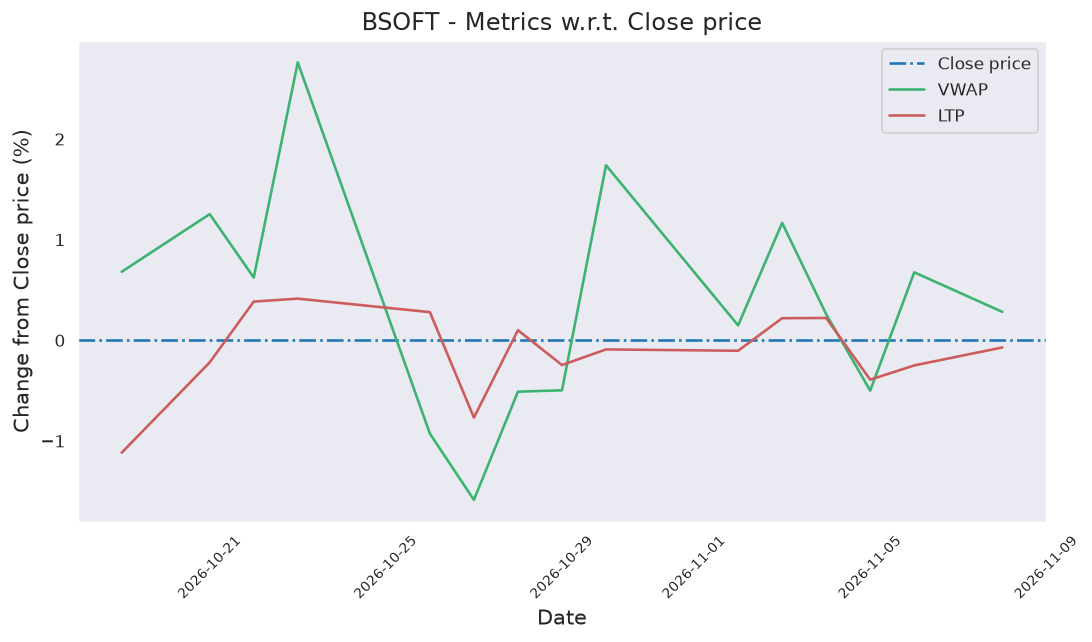 BSOFT - Metrics w.r.t. Close price
Close price
VWAP
LTP
Change from Close price (%)
2
1
0
−1
2026-10-21
2026-10-25
2026-10-29
2026-11-01
2026-11-05
2026-11-09
Date